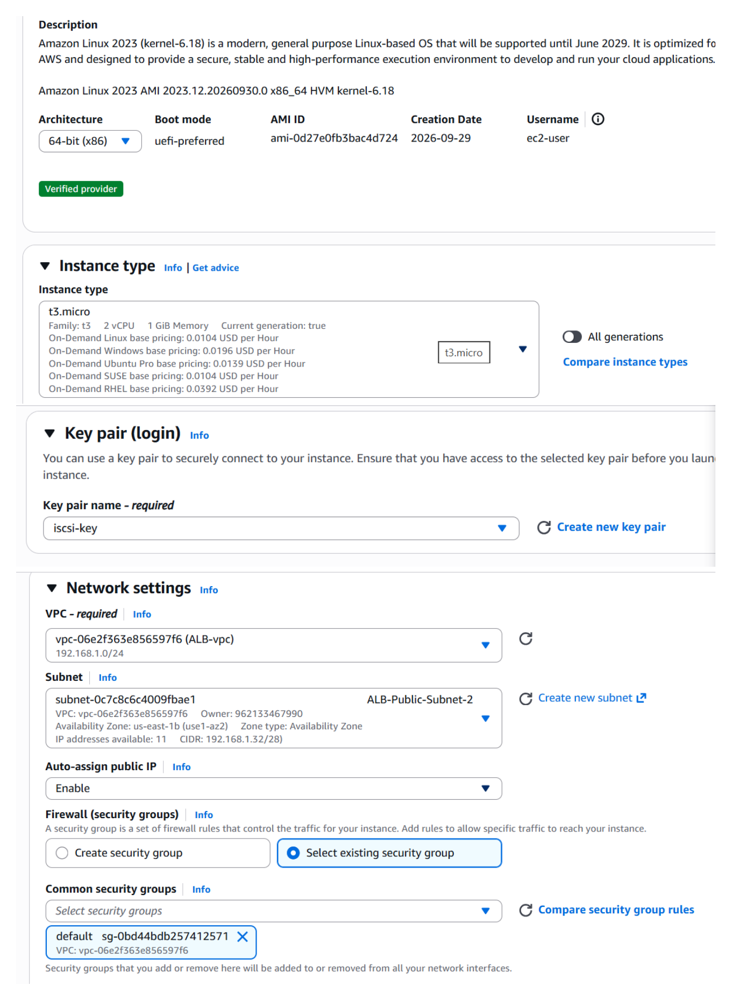 Description
Amazon Linux 2023 (kernel-6.18) is a modern, general purpose Linux-based OS that will be supported until June 2029. It is optimized fo
AWS and designed to provide a secure, stable and high-performance execution environment to develop and run your cloud applications.
Amazon Linux 2023 AMI 2023.12.20260930.0 x86_64 HVM kernel-6.18
Architecture Boot mode AMI ID Creation Date Username
64-bit (x86) uefi-preferred ami-0d27e0fb3bac4d724 2026-09-29 ec2-user
Verified provider
Instance type Info | Get advice
Instance type
t3.micro
Family: t3 2 vCPU 1 GiB Memory Current generation: true
On-Demand Linux base pricing: 0.0104 USD per Hour
On-Demand Windows base pricing: 0.0196 USD per Hour
On-Demand Ubuntu Pro base pricing: 0.0139 USD per Hour
On-Demand SUSE base pricing: 0.0104 USD per Hour
On-Demand RHEL base pricing: 0.0392 USD per Hour
t3.micro
All generations
Compare instance types
Key pair (login) Info
You can use a key pair to securely connect to your instance. Ensure that you have access to the selected key pair before you laun
instance.
Key pair name - required
iscsi-key
Create new key pair
Network settings Info
VPC - required Info
vpc-06e2f363e856597f6 (ALB-vpc)
192.168.1.0/24
Subnet Info
subnet-0c7c8c6c4009fbae1 ALB-Public-Subnet-2
VPC: vpc-06e2f363e856597f6 Owner: 962133467990
Availability Zone: us-east-1b (use1-az2) Zone type: Availability Zone
IP addresses available: 11 CIDR: 192.168.1.32/28)
Create new subnet
Auto-assign public IP Info
Enable
Firewall (security groups) Info
A security group is a set of firewall rules that control the traffic for your instance. Add rules to allow specific traffic to reach your instance.
Create security group Select existing security group
Common security groups Info
Select security groups
Compare security group rules
default sg-0bd44bdb257412571
VPC: vpc-06e2f363e856597f6
Security groups that you add or remove here will be added to or removed from all your network interfaces.